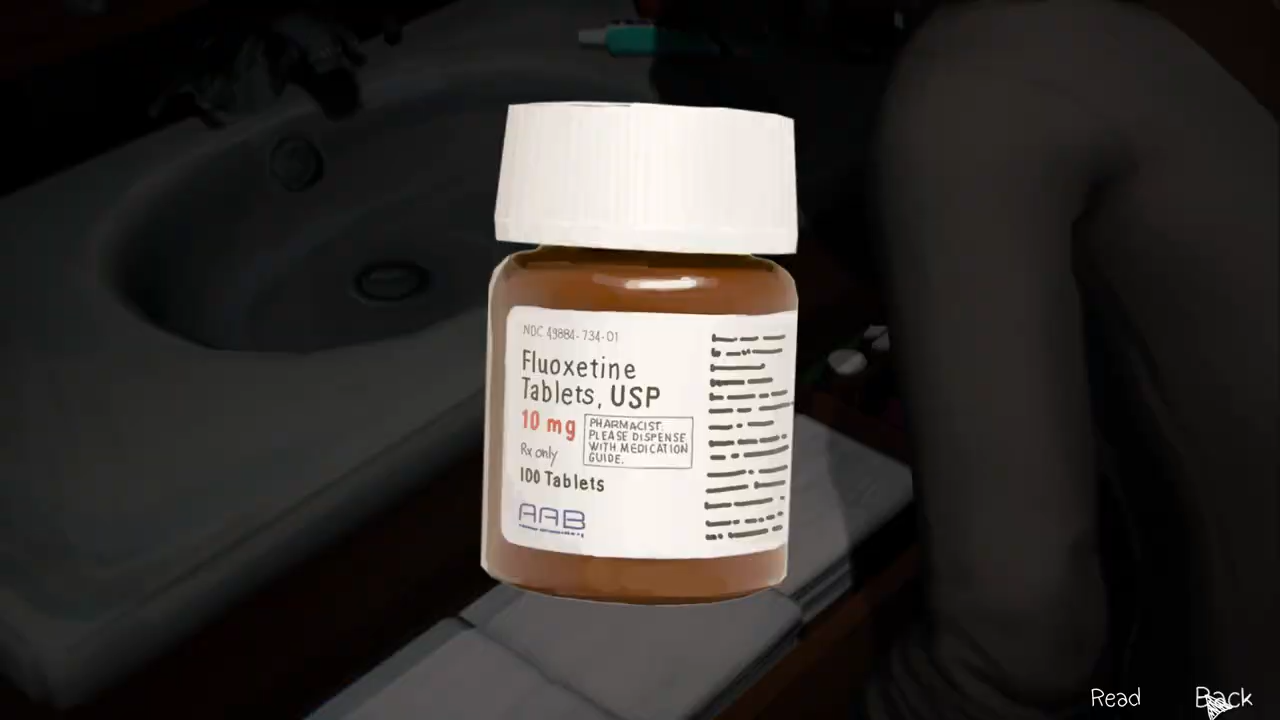 NDC 49884-734-01
Fluoxetine
Tablets, USP
10 mg
PHARMACIST:
PLEASE DISPENSE
WITH MEDICATION
GUIDE.
Rx only
100 Tablets
AAB
Read
Back